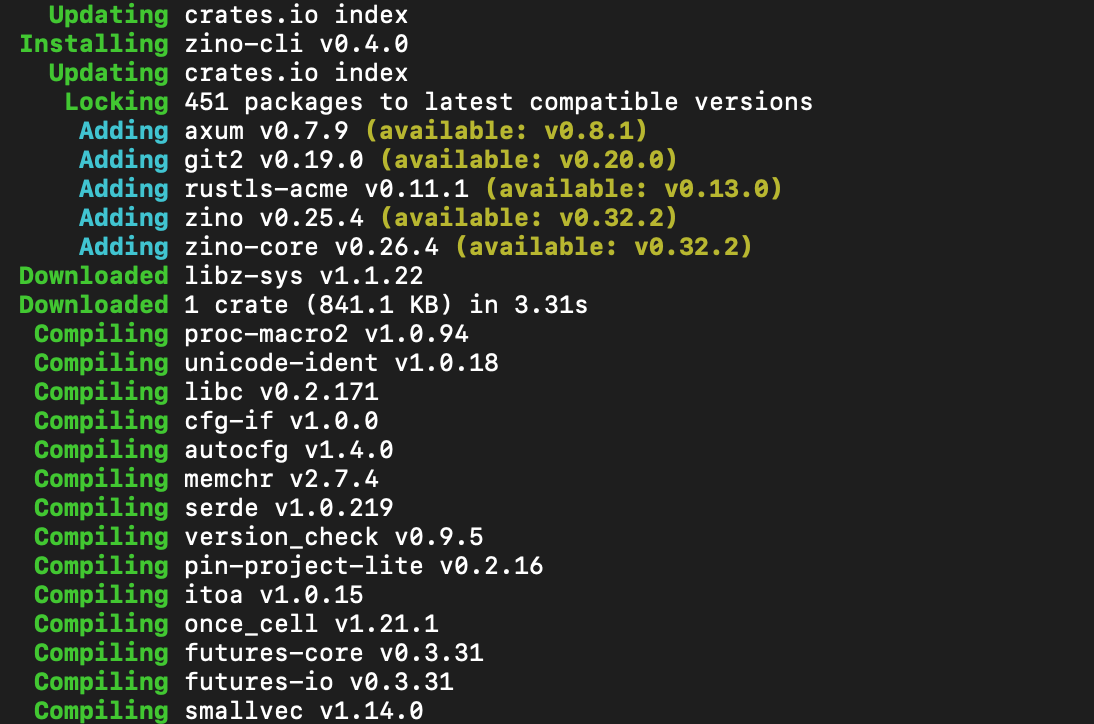 Updating crates.io index
Installing zino-cli v0.4.0
Updating crates.io index
Locking 451 packages to latest compatible versions
Adding axum v0.7.9 (available: v0.8.1)
Adding git2 v0.19.0 (available: v0.20.0)
Adding rustls-acme v0.11.1 (available: v0.13.0)
Adding zino v0.25.4 (available: v0.32.2)
Adding zino-core v0.26.4 (available: v0.32.2)
Downloaded libz-sys v1.1.22
Downloaded 1 crate (841.1 KB) in 3.31s
Compiling proc-macro2 v1.0.94
Compiling unicode-ident v1.0.18
Compiling libc v0.2.171
Compiling cfg-if v1.0.0
Compiling autocfg v1.4.0
Compiling memchr v2.7.4
Compiling serde v1.0.219
Compiling version_check v0.9.5
Compiling pin-project-lite v0.2.16
Compiling itoa v1.0.15
Compiling once_cell v1.21.1
Compiling futures-core v0.3.31
Compiling futures-io v0.3.31
Compiling smallvec v1.14.0